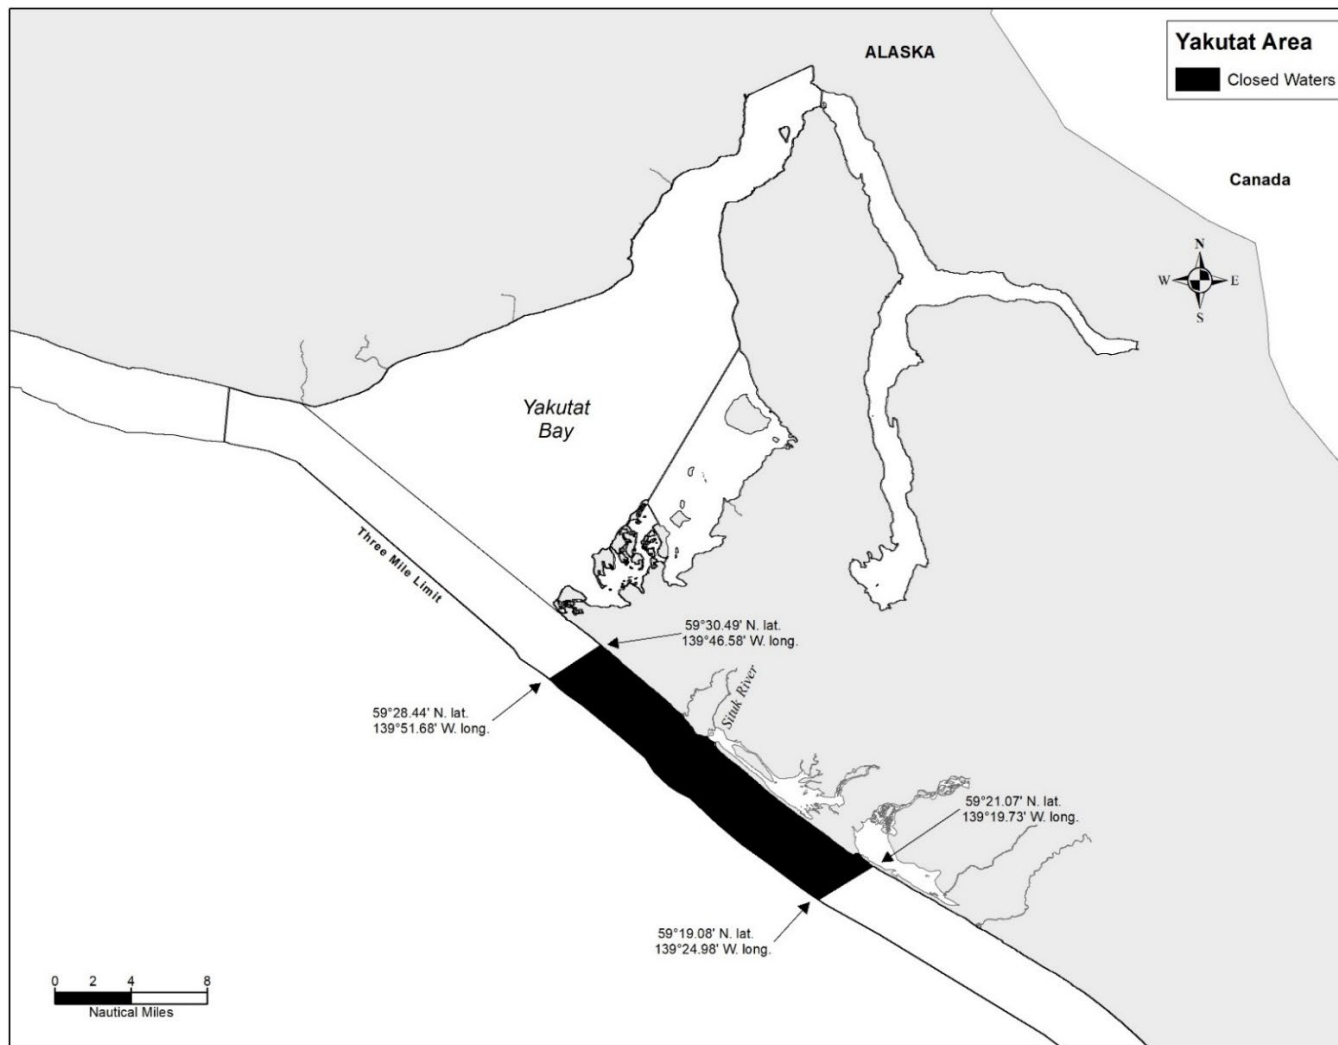 ALASKA
Yakutat Area
Closed Waters
Canada
N
W E
S
Yakutat
Bay
Three Mile Limit
59°30.49' N. lat.
139°46.58' W. long.
Situk River
59°28.44' N. lat.
139°51.68' W. long.
59°21.07' N. lat.
139°19.73' W. long.
59°19.08' N. lat.
139°24.98' W. long.
0 2 4 8
Nautical Miles